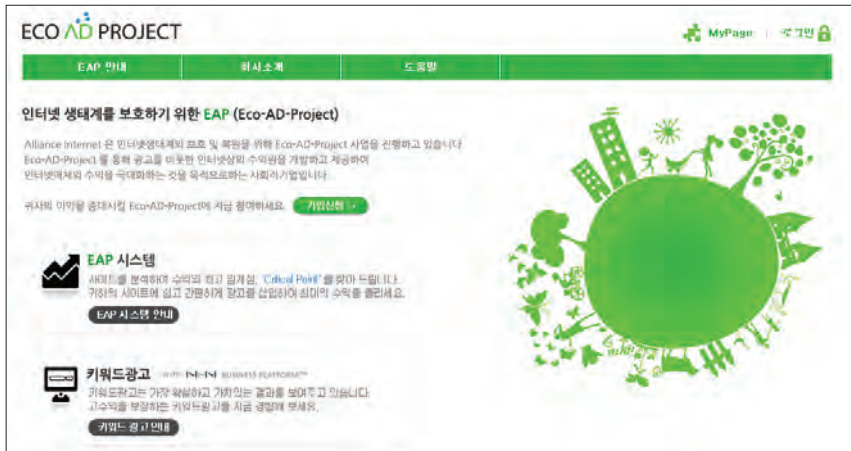 ECO AD PROJECT
MyPage 로그인
EAP 안내 회사소개 도움말
인터넷 생태계를 보호하기 위한 EAP (Eco-AD-Project)
Alliance Internet 은 인터넷생태계의 보호 및 복원을 위해 Eco-AD-Project 사업을 진행하고 있습니다.
Eco-AD-Project 를 통해 광고를 비롯한 인터넷상의 수익원을 개발하고 제공하여
인터넷매체의 수익을 극대화하는 것을 목적으로하는 사회적기업입니다.
귀사의 이익을 증대시킬 Eco-AD-Project에 지금 참여하세요. 가입신청
EAP 시스템
사이트를 분석하여 수익의 최고 임계점, "Critical Point" 를 찾아 드립니다.
귀하의 사이트에 쉽고 간편하게 광고를 삽입하여 최대의 수익을 올리세요.
EAP 시스템 안내
키워드광고 WITH NHN BUSINESS PLATFORM™
키워드광고는 가장 확실하고 가치있는 결과를 보여주고 있습니다.
고수익을 보장하는 키워드광고를 지금 경험해 보세요.
키워드 광고 안내